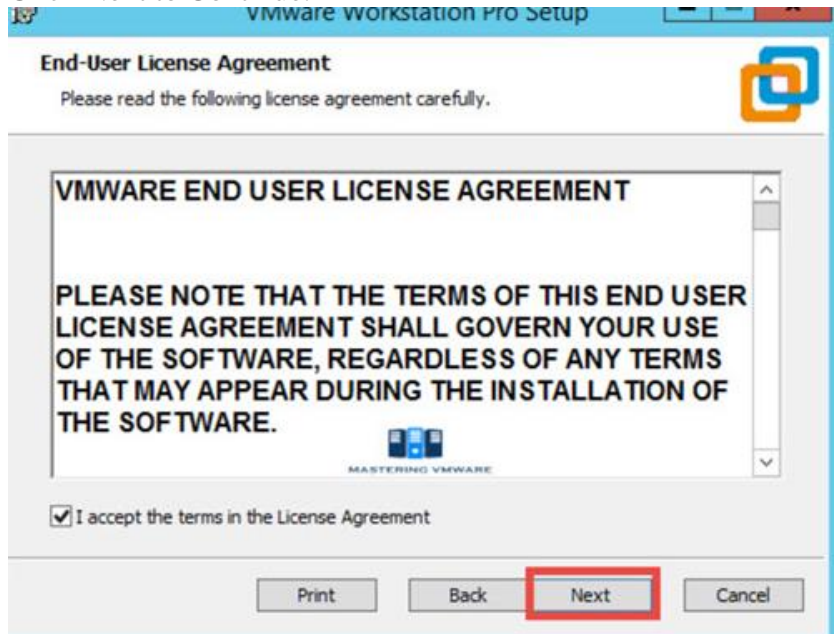 VMware Workstation Pro Setup
End-User License Agreement
Please read the following license agreement carefully.
VMWARE END USER LICENSE AGREEMENT
PLEASE NOTE THAT THE TERMS OF THIS END USER
LICENSE AGREEMENT SHALL GOVERN YOUR USE
OF THE SOFTWARE, REGARDLESS OF ANY TERMS
THAT MAY APPEAR DURING THE INSTALLATION OF
THE SOFTWARE.
MASTERING VMWARE
I accept the terms in the License Agreement
Print Back Next Cancel